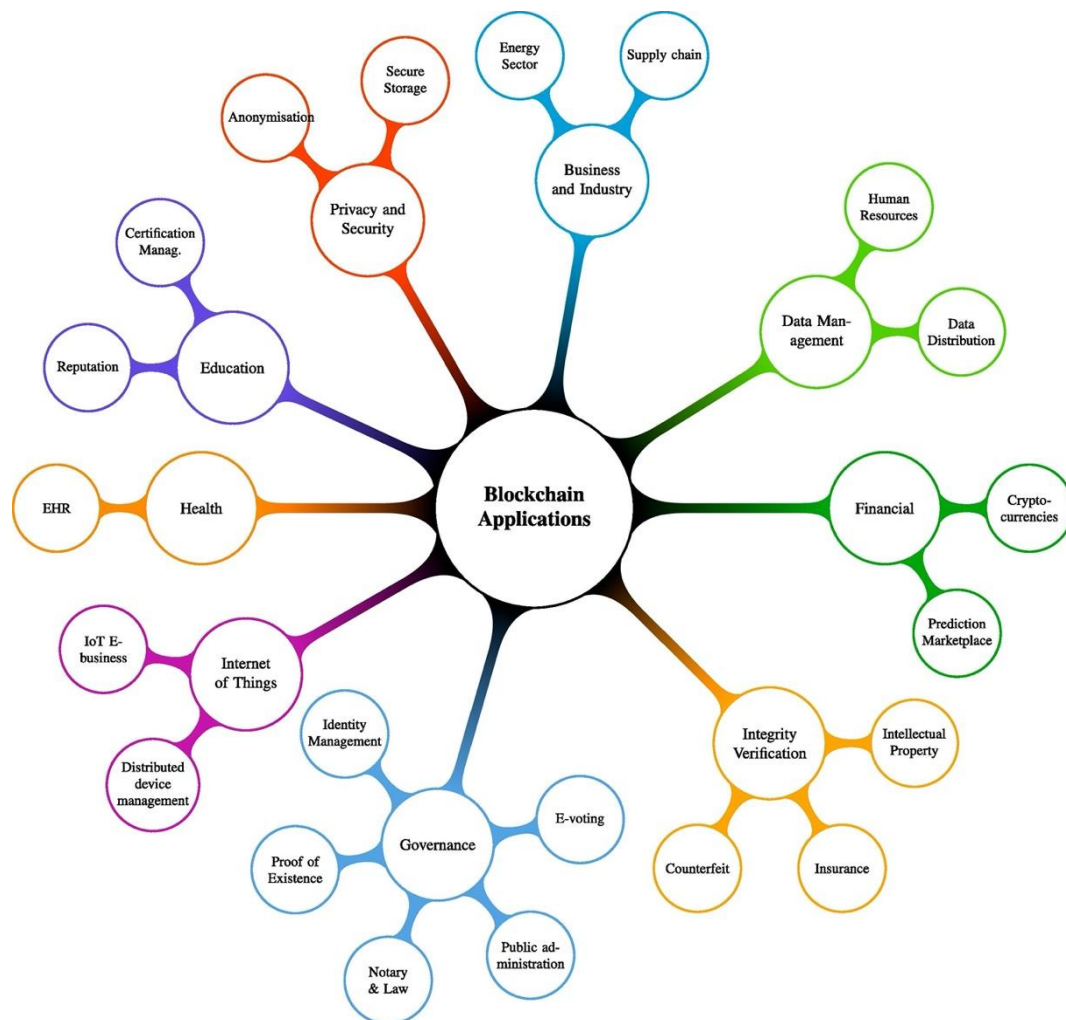 Energy
Sector
Supply chain
Secure
Storage
Anonymisation
Business
and Industry
Privacy and
Security
Human
Resources
Certification
Manag.
Data Man-
agement
Data
Distribution
Reputation
Education
Blockchain
Applications
EHR
Health
Financial
Crypto-
currencies
Prediction
Marketplace
IoT E-
business
Internet
of Things
Distributed
device
management
Identity
Management
Integrity
Verification
Intellectual
Property
Governance
E-voting
Proof of
Existence
Counterfeit
Insurance
Notary
& Law
Public ad-
ministration